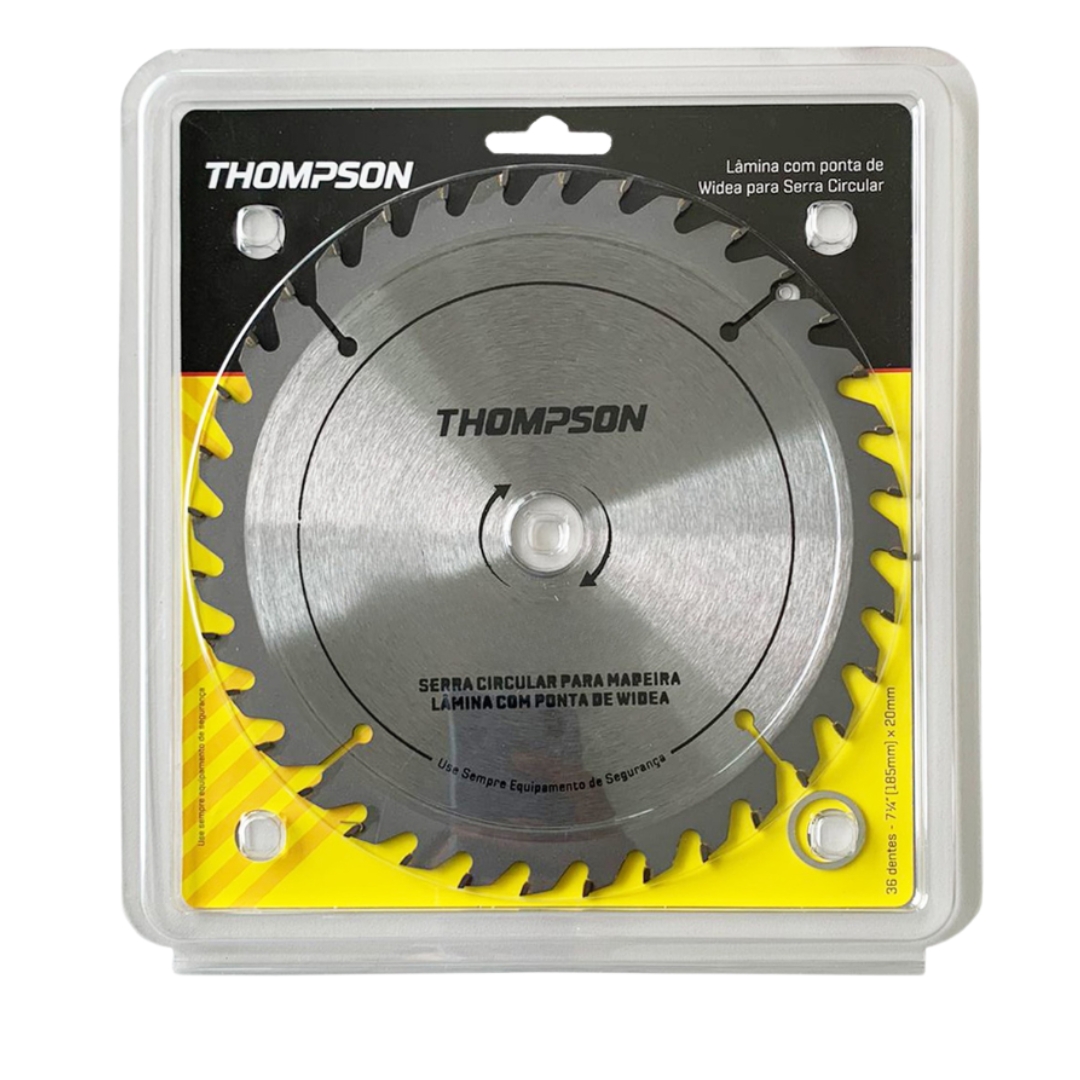 THOMPSON
Lâmina com ponta de
Widea para Serra Circular
THOMPSON
SERRA CIRCULAR PARA MADEIRA
LÂMINA COM PONTA DE WIDEA
Use Sempre Equipamento de Segurança
Use sempre equipamento de segurança
36 dentes - 7¼" (185mm) x 20mm